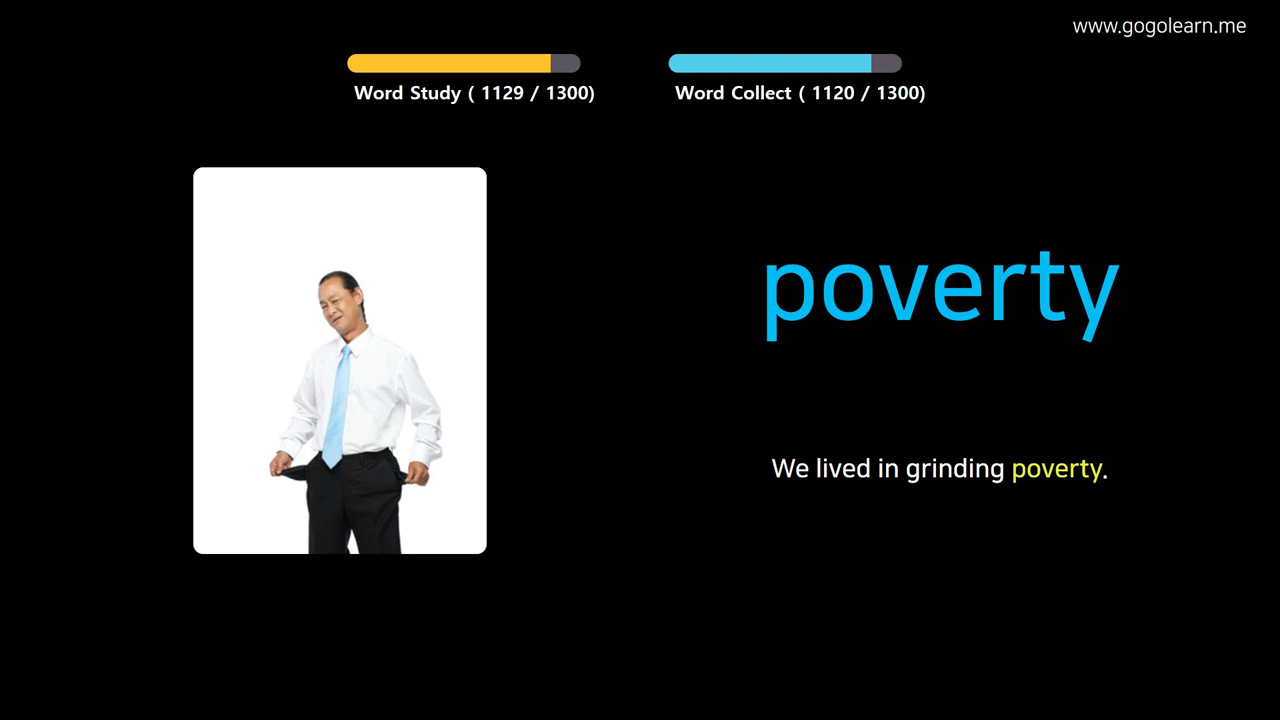 www.gogolearn.me
Word Study ( 1129 / 1300)
Word Collect ( 1120 / 1300)
poverty
We lived in grinding poverty.